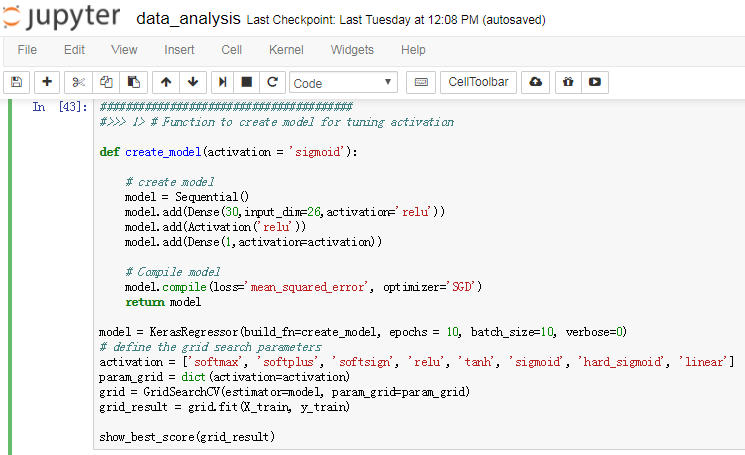 jupyter data_analysis Last Checkpoint: Last Tuesday at 12:08 PM (autosaved)
File Edit View Insert Cell Kernel Widgets Help
Code CellToolbar
In [43]: #######################################
#>>> 1> # Function to create model for tuning activation
def create_model(activation = 'sigmoid'):
# create model
model = Sequential()
model.add(Dense(30,input_dim=26,activation='relu'))
model.add(Activation('relu'))
model.add(Dense(1,activation=activation))
# Compile model
model.compile(loss='mean_squared_error', optimizer='SGD')
return model
model = KerasRegressor(build_fn=create_model, epochs = 10, batch_size=10, verbose=0)
# define the grid search parameters
activation = ['softmax', 'softplus', 'softsign', 'relu', 'tanh', 'sigmoid', 'hard_sigmoid', 'linear']
param_grid = dict(activation=activation)
grid = GridSearchCV(estimator=model, param_grid=param_grid)
grid_result = grid.fit(X_train, y_train)
show_best_score(grid_result)